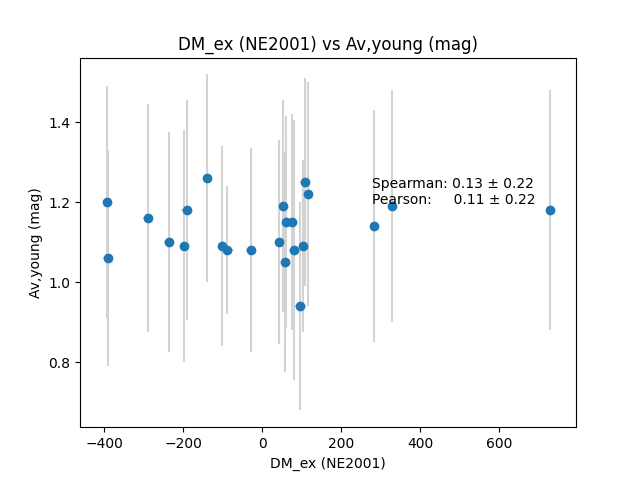 DM_ex (NE2001) vs Av,young (mag)
1.4
1.2
1.0
0.8
Av,young (mag)
Spearman: 0.13 ± 0.22
Pearson: 0.11 ± 0.22
−400 −200 0 200 400 600
DM_ex (NE2001)